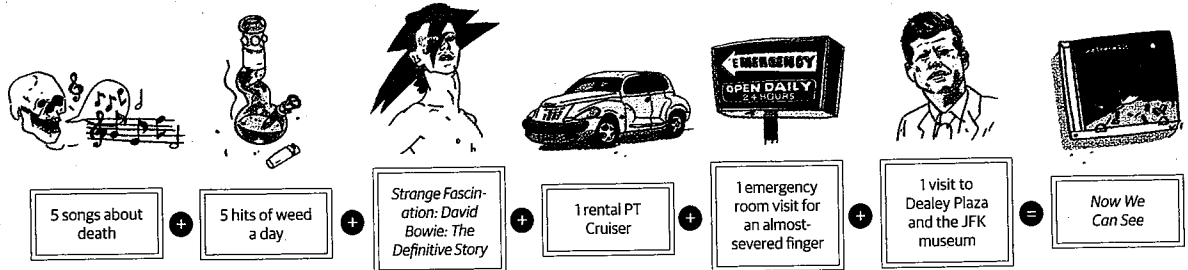 EMERGENCY
OPEN DAILY
24 HOURS
5 songs about
death
+
5 hits of weed
a day
+
Strange Fascin-
ation: David
Bowie: The
Definitive Story
+
1 rental PT
Cruiser
+
1 emergency
room visit for
an almost-
severed finger
+
1 visit to
Dealey Plaza
and the JFK
museum
=
Now We
Can See